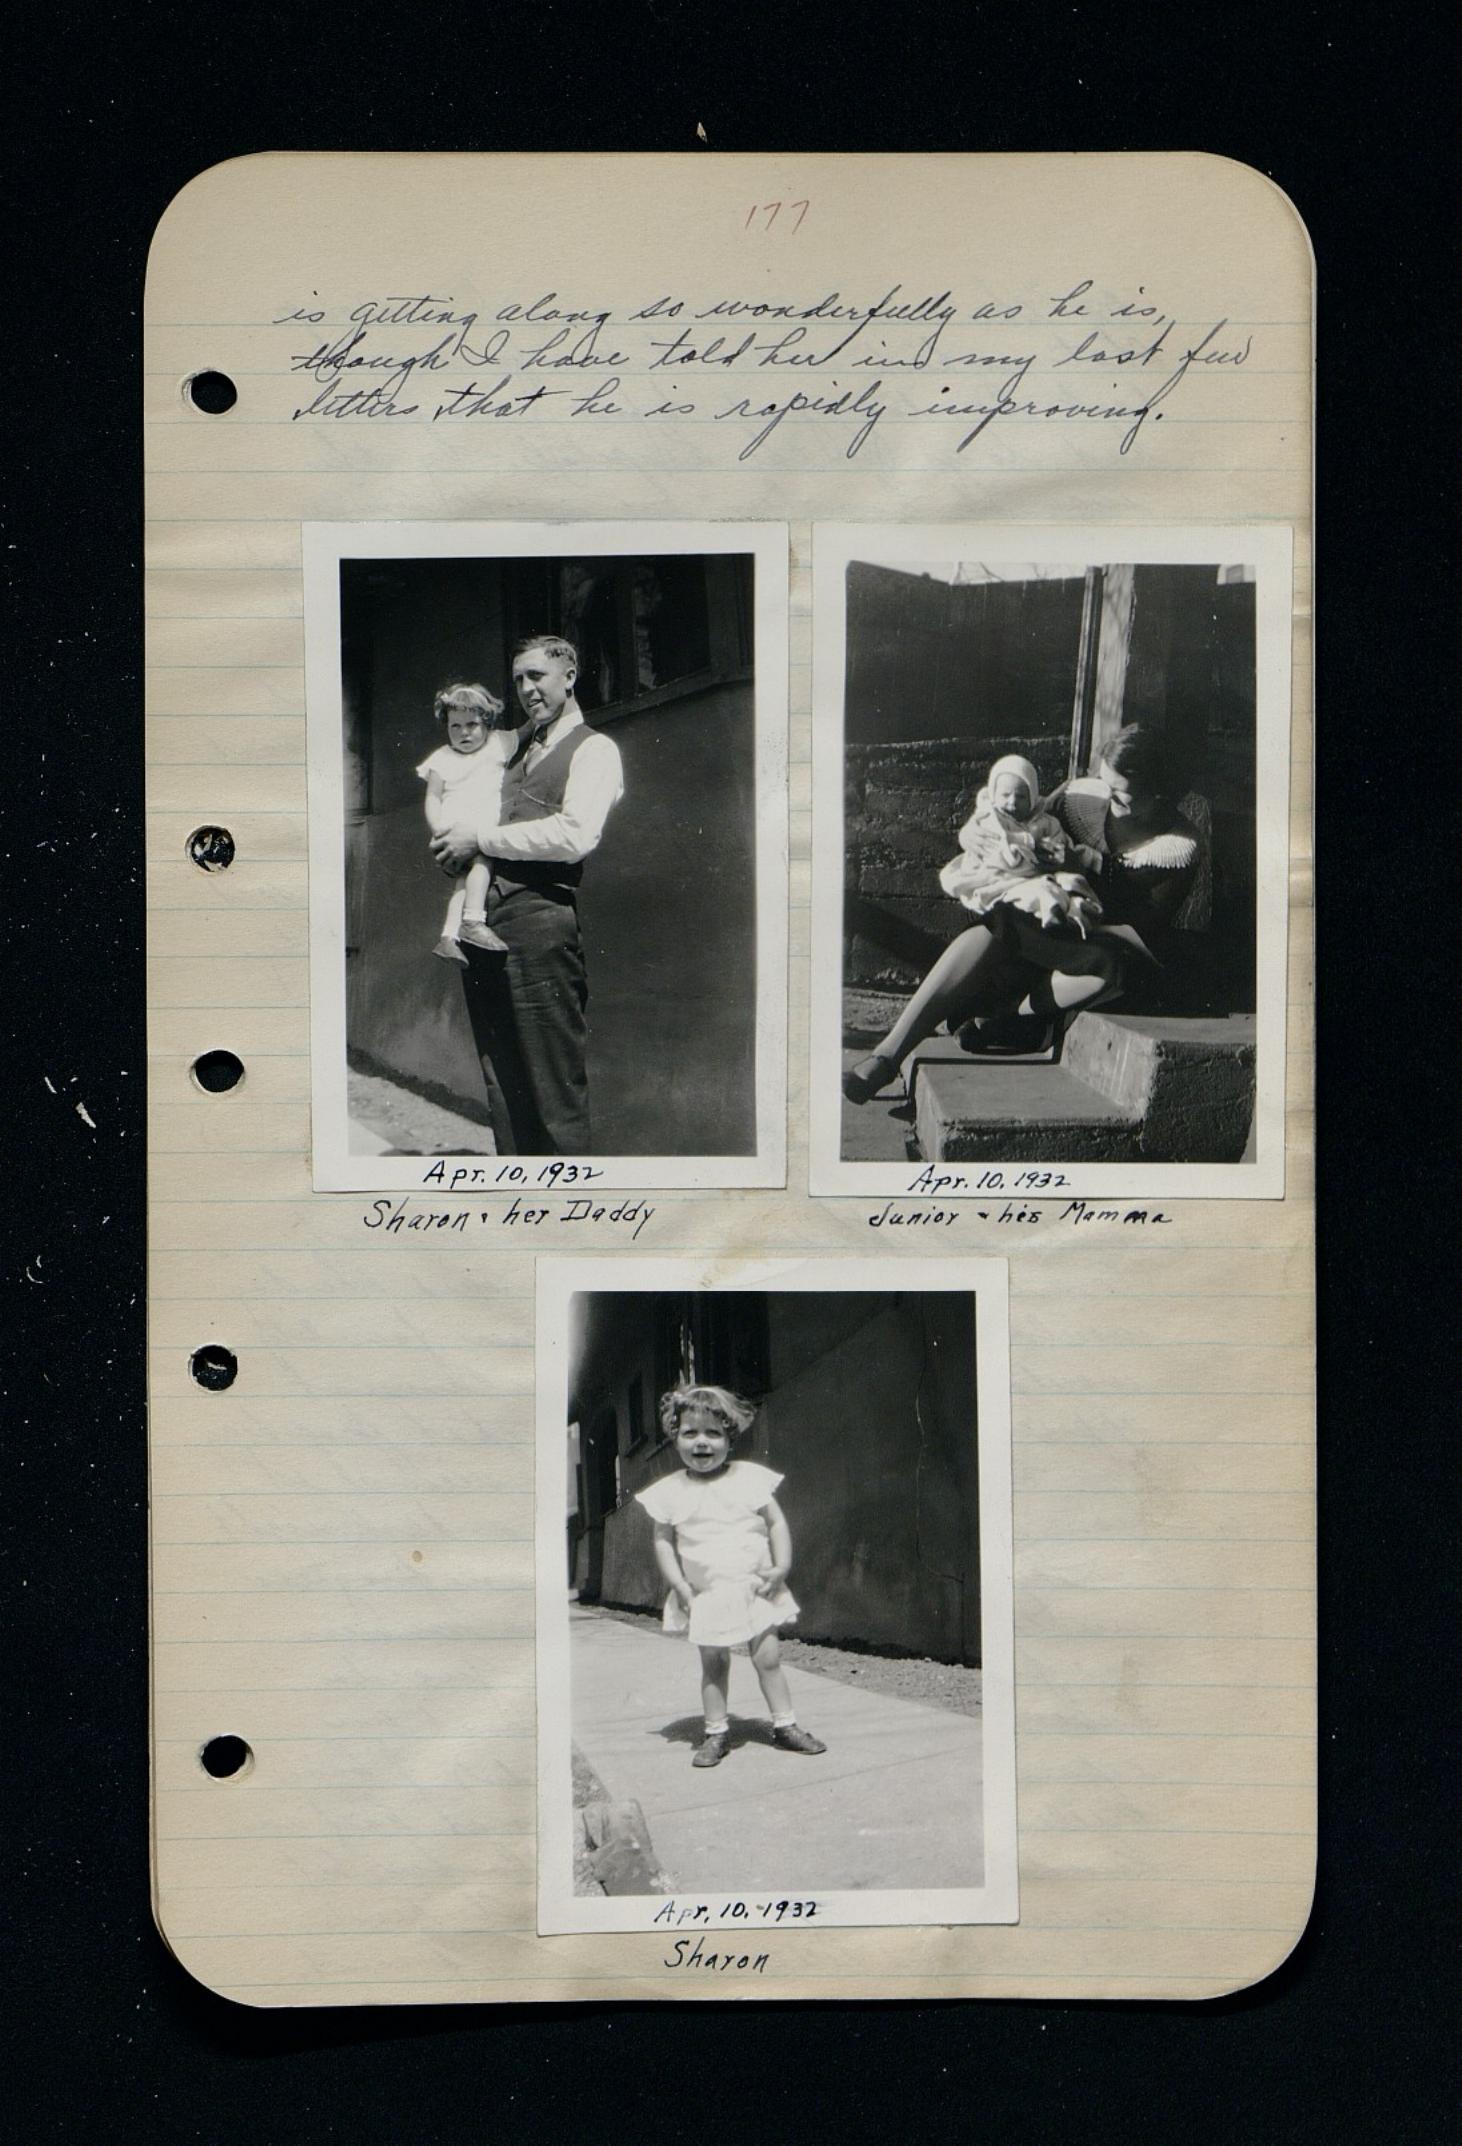 177
is getting along so wonderfully as he is,
though I have told her in my last few
letters that he is rapidly improving.
Apr. 10, 1932
Sharon & her Daddy
Apr. 10, 1932
Junior & his Mamma
Apr. 10, 1932
Sharon